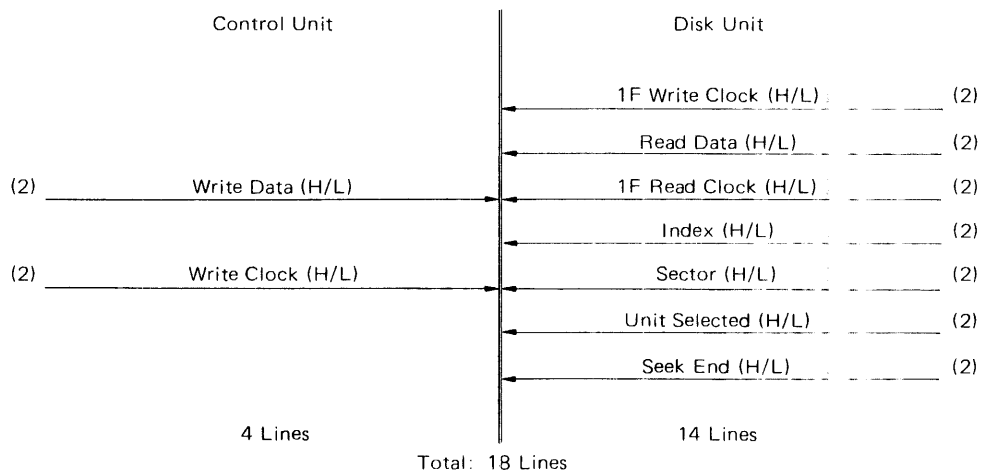 Control Unit Disk Unit
1F Write Clock (H/L) (2)
Read Data (H/L) (2)
(2) Write Data (H/L) 1F Read Clock (H/L) (2)
Index (H/L) (2)
(2) Write Clock (H/L) Sector (H/L) (2)
Unit Selected (H/L) (2)
Seek End (H/L) (2)
4 Lines 14 Lines
Total: 18 Lines